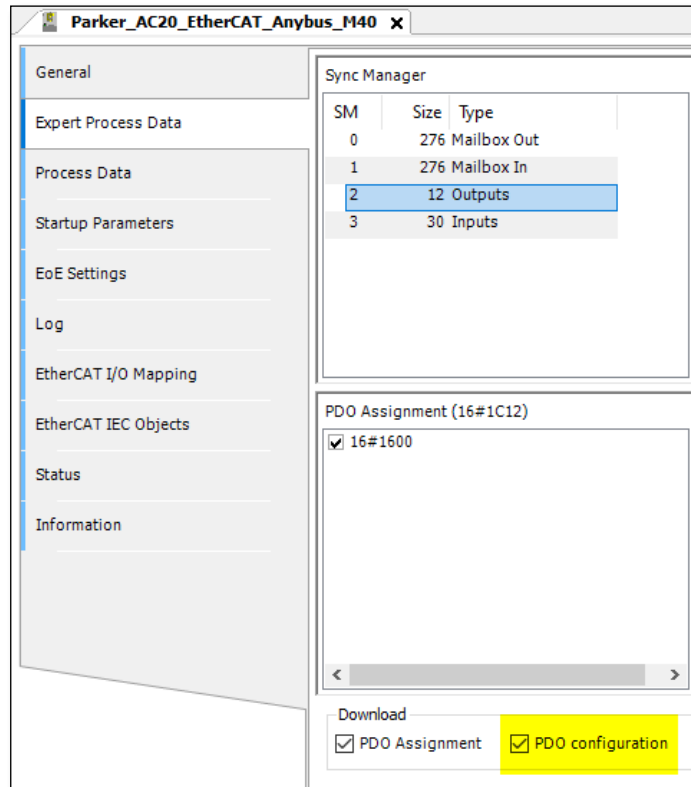 Parker_AC20_EtherCAT_Anybus_M40 x
General
Expert Process Data
Process Data
Startup Parameters
EoE Settings
Log
EtherCAT I/O Mapping
EtherCAT IEC Objects
Status
Information
Sync Manager
SM Size Type
0 276 Mailbox Out
1 276 Mailbox In
2 12 Outputs
3 30 Inputs
PDO Assignment (16#1C12)
16#1600
Download
PDO Assignment PDO configuration